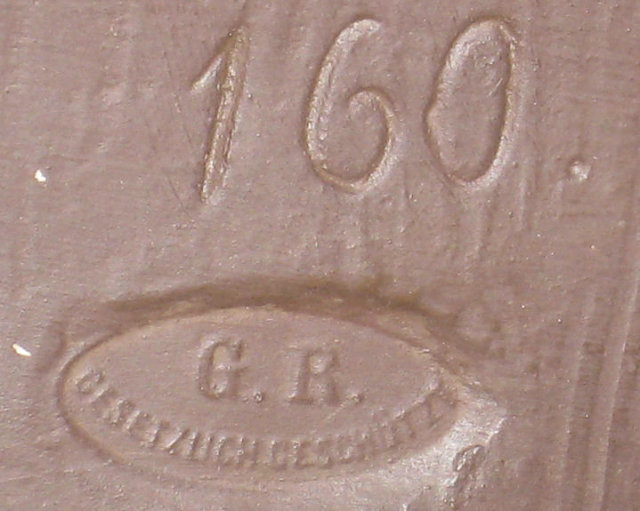 160.
G. R.
GESETZLICH GESCHÜTZT